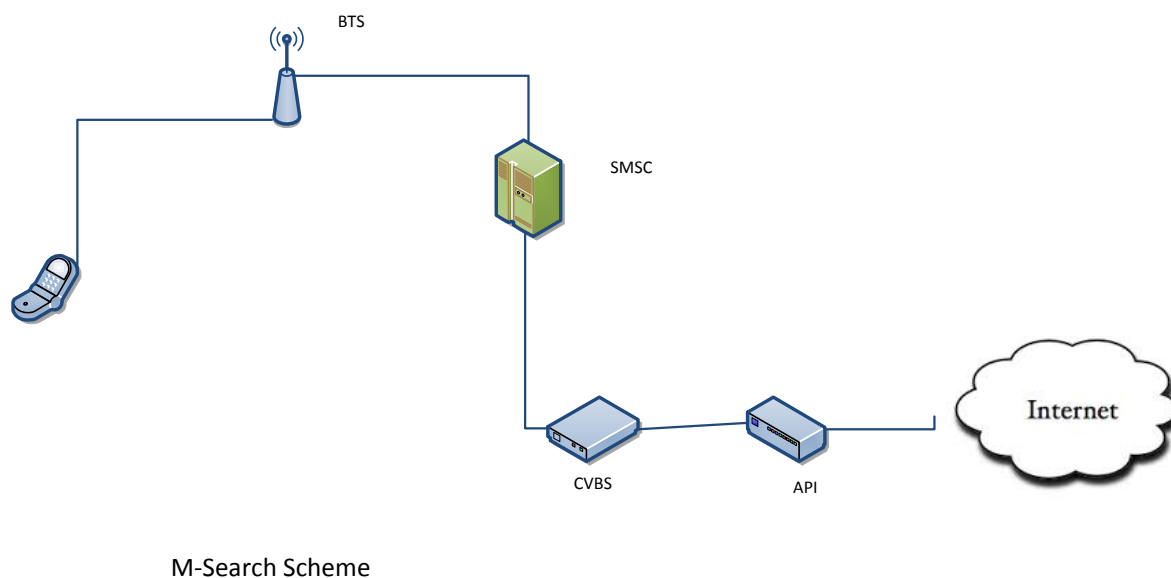 BTS
SMSC
Internet
CVBS
API
M-Search Scheme